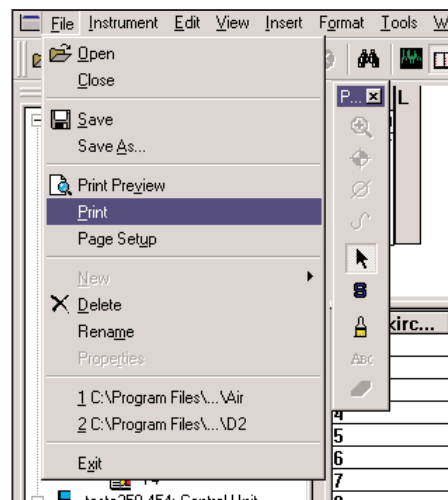 File Instrument Edit View Insert Format Tools
Open
Close
Save
Save As...
Print Preview
Print
Page Setup
New
Delete
Rename
Properties
1 C:\Program Files\...\Air
2 C:\Program Files\...\D2
Exit
P...
L
S
ABC
kirc...
4
5
6
7